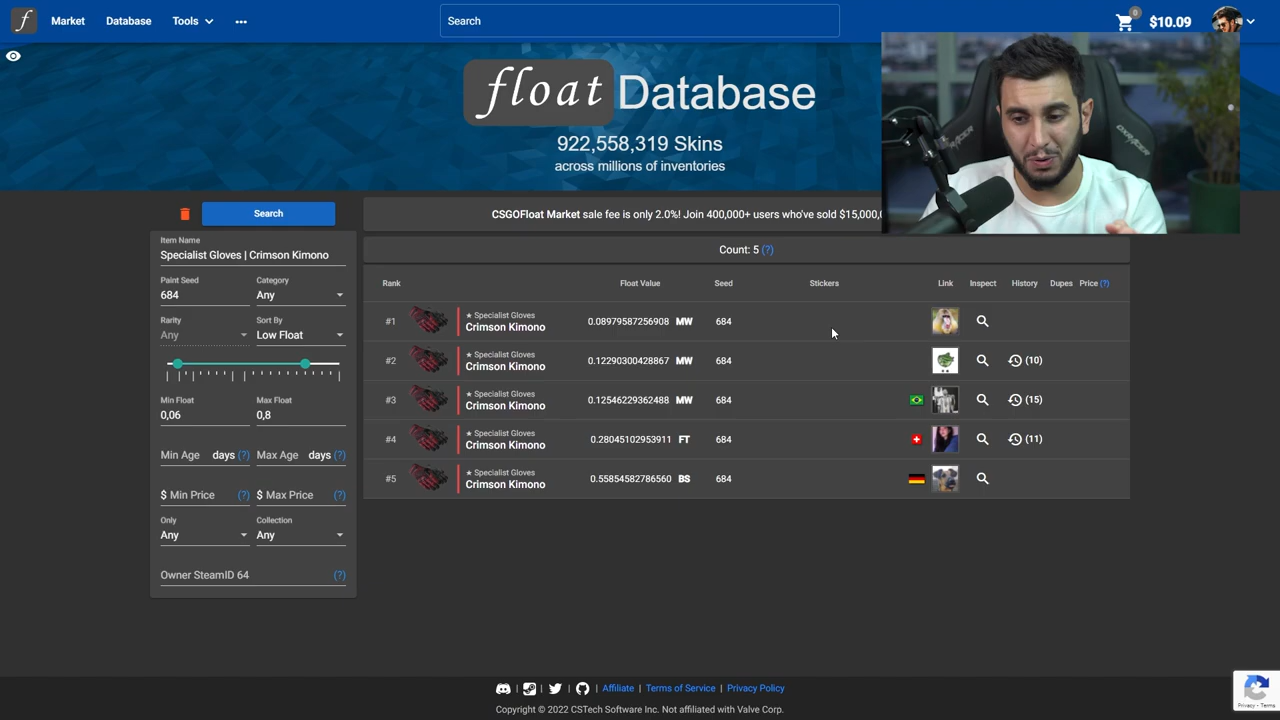 f Market Database Tools ... Search 0 $10.09
float Database
922,558,319 Skins
across millions of inventories
Search
CSGOFloat Market sale fee is only 2.0%! Join 400,000+ users who've sold $15,000,0
Count: 5 (?)
Item Name
Specialist Gloves | Crimson Kimono
Paint Seed Category
684 Any
Rarity Sort By
Any Low Float
Min Float Max Float
0,06 0,8
Min Age days (?) Max Age days (?)
$ Min Price (?) $ Max Price (?)
Only Collection
Any Any
Owner SteamID 64 (?)
Rank Float Value Seed Stickers Link Inspect History Dupes Price (?)
★ Specialist Gloves
#1 Crimson Kimono 0.08979587256908 MW 684
★ Specialist Gloves
#2 Crimson Kimono 0.12290300428867 MW 684 (10)
★ Specialist Gloves
#3 Crimson Kimono 0.12546229362488 MW 684 (15)
★ Specialist Gloves
#4 Crimson Kimono 0.28045102953911 FT 684 (11)
★ Specialist Gloves
#5 Crimson Kimono 0.55854582786560 BS 684
| | | | Affiliate | Terms of Service | Privacy Policy
Copyright © 2022 CSTech Software Inc. Not affiliated with Valve Corp.
Privacy - Terms